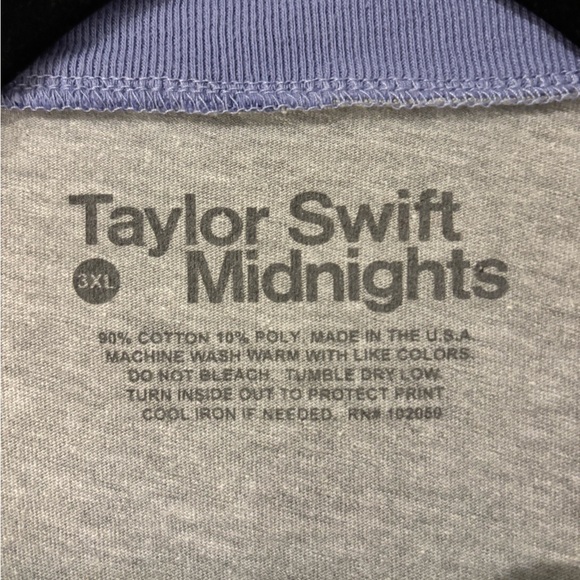 Taylor Swift
3XL Midnights
90% COTTON 10% POLY. MADE IN THE U.S.A.
MACHINE WASH WARM WITH LIKE COLORS.
DO NOT BLEACH. TUMBLE DRY LOW.
TURN INSIDE OUT TO PROTECT PRINT.
COOL IRON IF NEEDED. RN# 102059